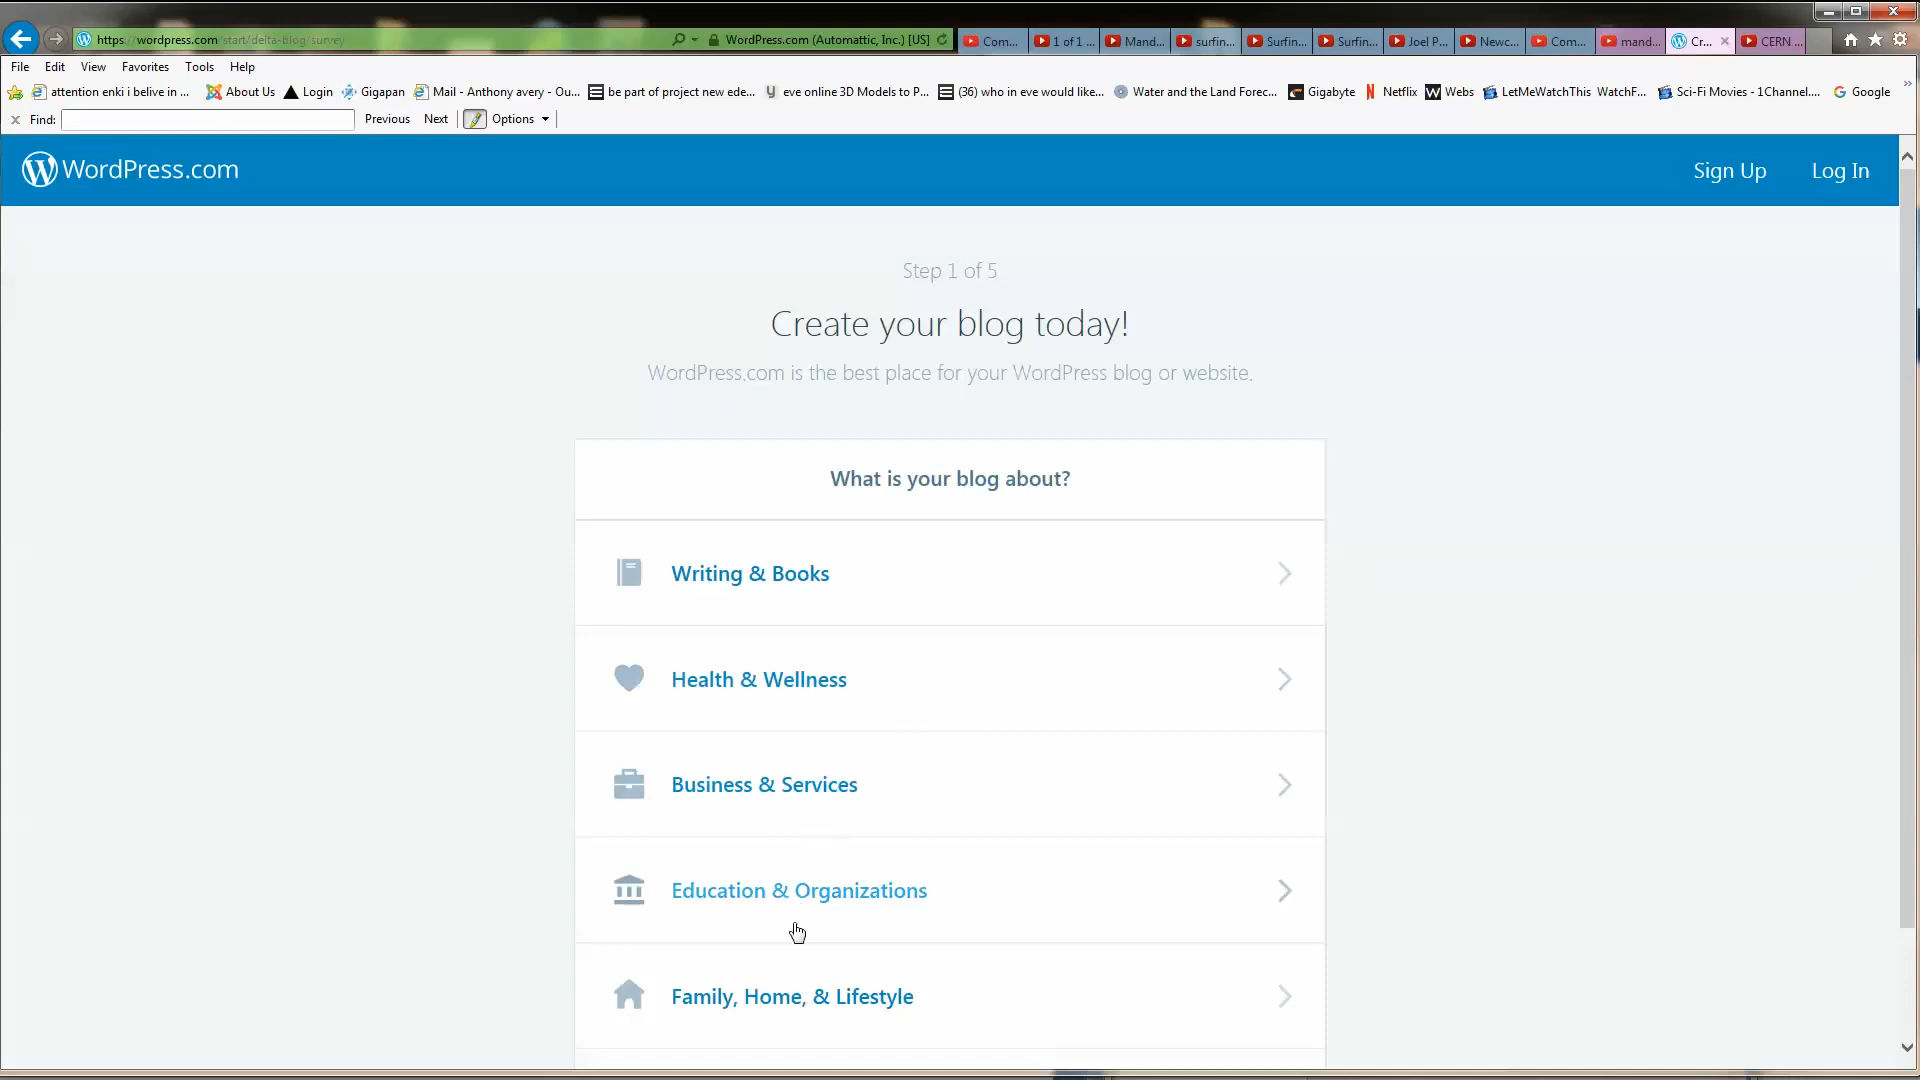 https://wordpress.com/start/delta-blog/survey WordPress.com (Automattic, Inc.) [US] Com... 1 of 1 ... Mand... surfin... Surfin... Surfin... Joel P... Newc... Com... mand... Cr... CERN ...
File Edit View Favorites Tools Help
attention enki i belive in ... About Us Login Gigapan Mail - Anthony avery - Ou... be part of project new ede... eve online 3D Models to P... (36) who in eve would like... Water and the Land Forec... Gigabyte Netflix Webs LetMeWatchThis WatchF... Sci-Fi Movies - 1Channel.... Google
Find: Previous Next Options
WordPress.com Sign Up Log In
Step 1 of 5
Create your blog today!
WordPress.com is the best place for your WordPress blog or website.
What is your blog about?
Writing & Books
Health & Wellness
Business & Services
Education & Organizations
Family, Home, & Lifestyle